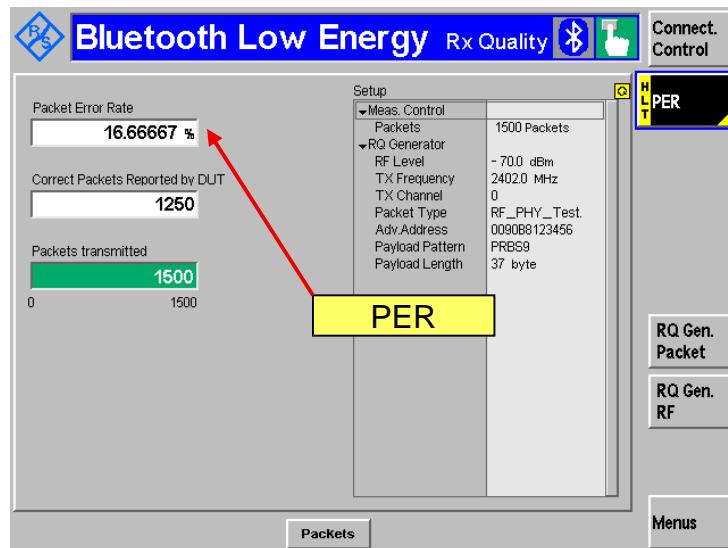 R&S
Bluetooth Low Energy Rx Quality
Connect.
Control
Packet Error Rate
16.66667 %
Correct Packets Reported by DUT
1250
Packets transmitted
1500
0 1500
Setup
Meas. Control
Packets 1500 Packets
RQ Generator
RF Level - 70.0 dBm
TX Frequency 2402.0 MHz
TX Channel 0
Packet Type RF_PHY_Test.
Adv.Address 0090B8123456
Payload Pattern PRBS9
Payload Length 37 byte
PER
HLT PER
RQ Gen.
Packet
RQ Gen.
RF
Menus
Packets